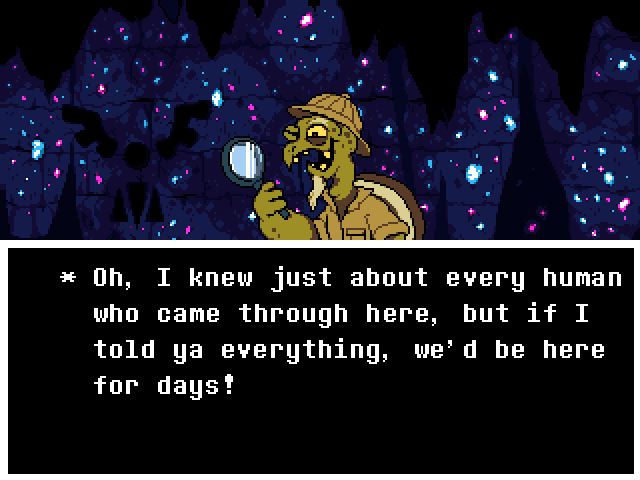 * Oh, I knew just about every human
who came through here, but if I
told ya everything, we'd be here
for days!